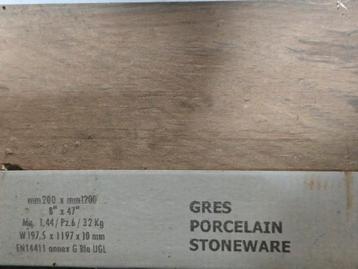 mm 200 x mm 1200
8" x 47"
Mq. 1,44 / Pz. 6 / 32 Kg
W 197,5 x 1197 x 10 mm
EN14411 annex G BIa UGL
GRES
PORCELAIN
STONEWARE